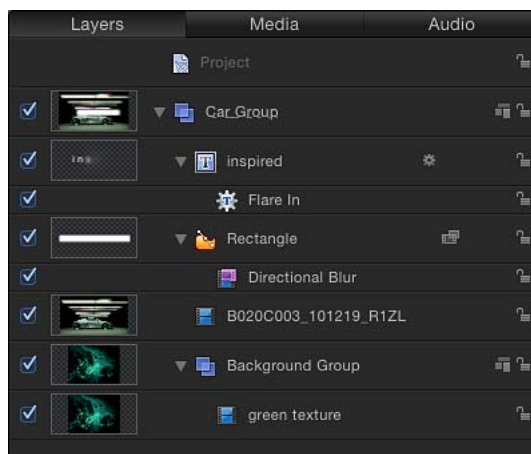 Layers Media Audio
Project
Car Group
inspired
Flare In
Rectangle
Directional Blur
B020C003_101219_R1ZL
Background Group
green texture